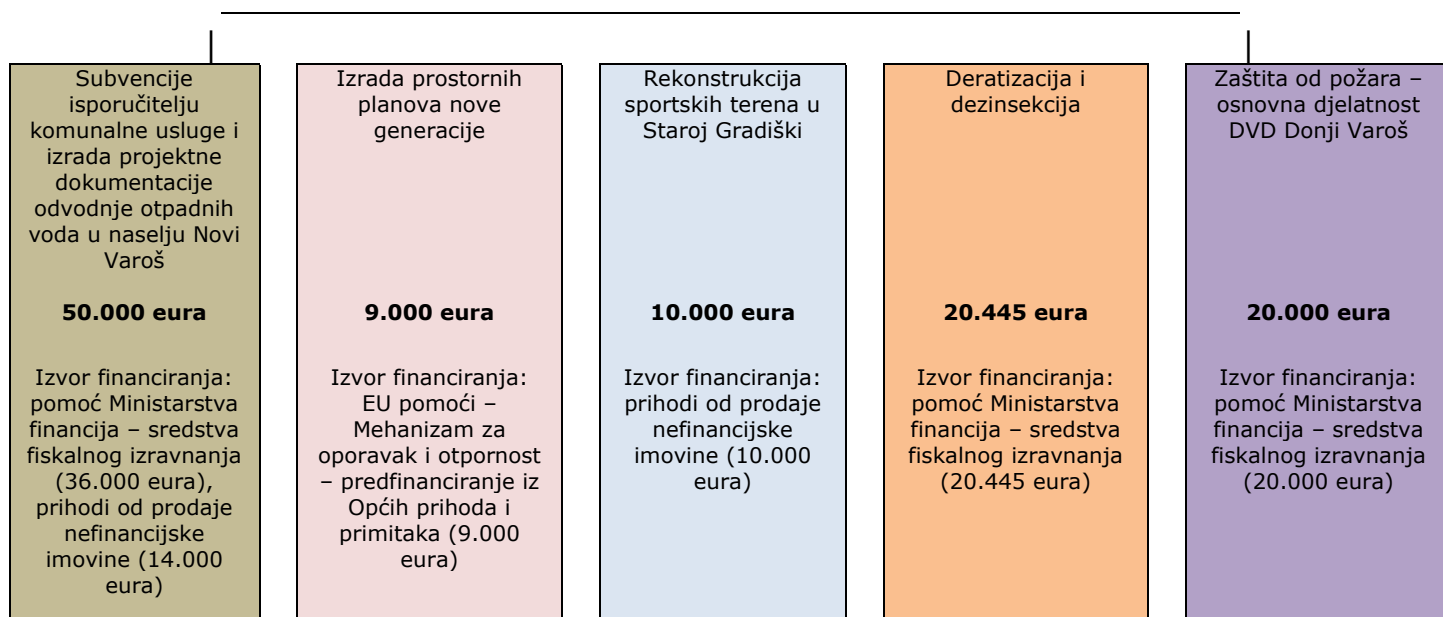 Subvencije
isporučitelju
komunalne usluge i
izrada projektne
dokumentacije
odvodnje otpadnih
voda u naselju Novi
Varoš
50.000 eura
Izvor financiranja:
pomoć Ministarstva
financija – sredstva
fiskalnog izravnanja
(36.000 eura),
prihodi od prodaje
nefinancijske
imovine (14.000
eura)
Izrada prostornih
planova nove
generacije
9.000 eura
Izvor financiranja:
EU pomoći –
Mehanizam za
oporavak i otpornost
– predfinanciranje iz
Općih prihoda i
primitaka (9.000
eura)
Rekonstrukcija
sportskih terena u
Staroj Gradiški
10.000 eura
Izvor financiranja:
prihodi od prodaje
nefinancijske
imovine (10.000
eura)
Deratizacija i
dezinsekcija
20.445 eura
Izvor financiranja:
pomoć Ministarstva
financija – sredstva
fiskalnog izravnanja
(20.445 eura)
Zaštita od požara –
osnovna djelatnost
DVD Donji Varoš
20.000 eura
Izvor financiranja:
pomoć Ministarstva
financija – sredstva
fiskalnog izravnanja
(20.000 eura)